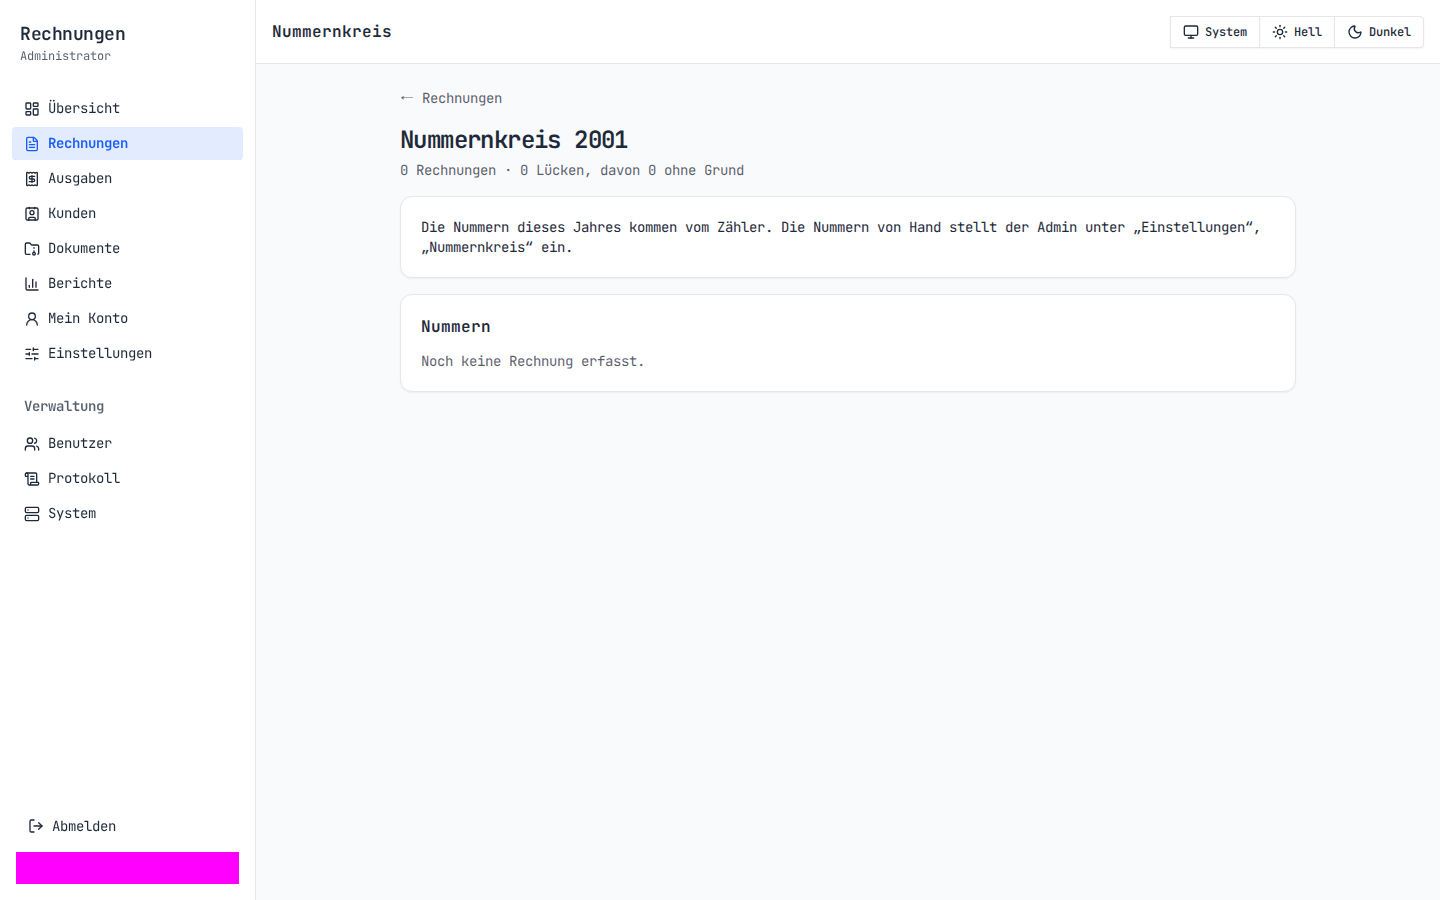 Rechnungen
Administrator
Übersicht
Rechnungen
Ausgaben
Kunden
Dokumente
Berichte
Mein Konto
Einstellungen
Verwaltung
Benutzer
Protokoll
System
Abmelden
Nummernkreis
System
Hell
Dunkel
← Rechnungen
Nummernkreis 2001
0 Rechnungen · 0 Lücken, davon 0 ohne Grund
Die Nummern dieses Jahres kommen vom Zähler. Die Nummern von Hand stellt der Admin unter „Einstellungen“,
„Nummernkreis“ ein.
Nummern
Noch keine Rechnung erfasst.